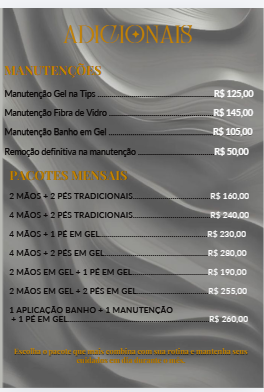 ADICIONAIS
MANUTENÇÕES
Manutenção Gel na Tips ........................ R$ 125,00
Manutenção Fibra de Vidro ........................ R$ 145,00
Manutenção Banho em Gel ........................ R$ 105,00
Remoção definitiva na manutenção ........................ R$ 50,00
PACOTES MENSAIS
2 MÃOS + 2 PÉS TRADICIONAIS........................ R$ 160,00
4 MÃOS + 2 PÉS TRADICIONAIS........................ R$ 240,00
4 MÃOS + 1 PÉ EM GEL........................ R$ 230,00
4 MÃOS + 2 PÉS EM GEL........................ R$ 280,00
2 MÃOS EM GEL + 1 PÉ EM GEL........................ R$ 190,00
2 MÃOS EM GEL + 2 PÉS EM GEL........................ R$ 255,00
1 APLICAÇÃO BANHO + 1 MANUTENÇÃO
+ 1 PÉ EM GEL........................ R$ 260,00
Escolha o pacote que mais combina com sua rotina e mantenha seus
cuidados em dia